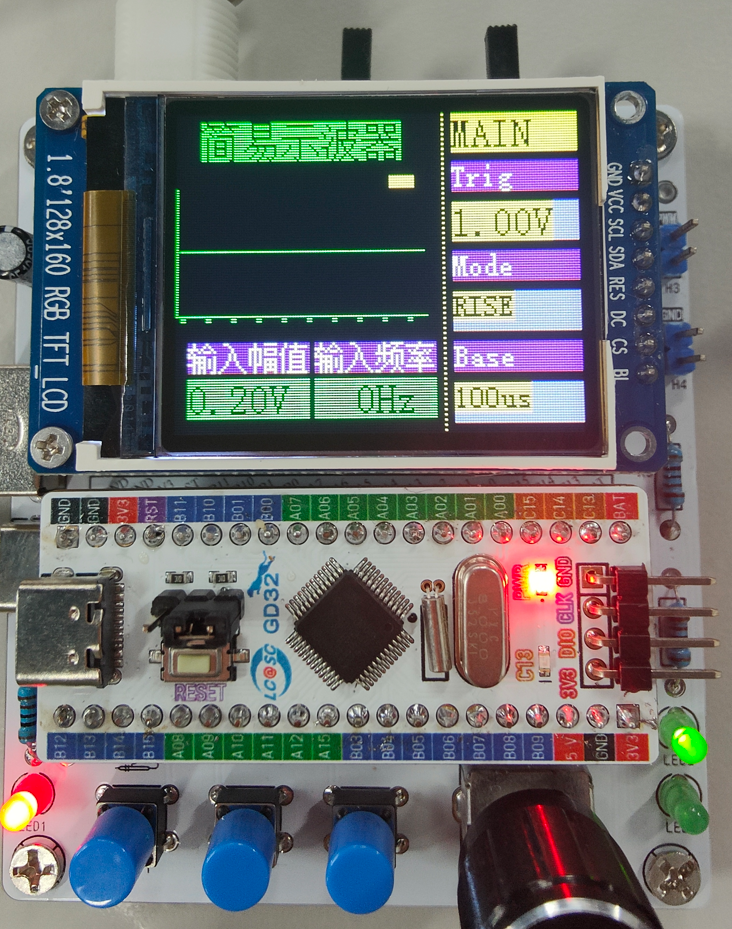 1.8'128x160 RGB TFT_LCD
简易示波器
MAIN
Trig
1.00V
Mode
RISE
Base
100us
输入幅值 输入频率
0.20V 0Hz
GND VCC SCL SDA RES DC CS BL
H3
GND
H4
GND GND 3V3 RST B11 B10 B01 B00 A07 A06 A05 A04 A03 A02 A01 A00 C15 C14 C13 BAT
GD32
LC@SC
RESET
PWR
C13
3V3 DIO CLK GND
B12 B13 B14 B15 A08 A09 A10 A11 A12 A15 B03 B04 B05 B06 B07 B08 B09 5V GND 3V3
LED1